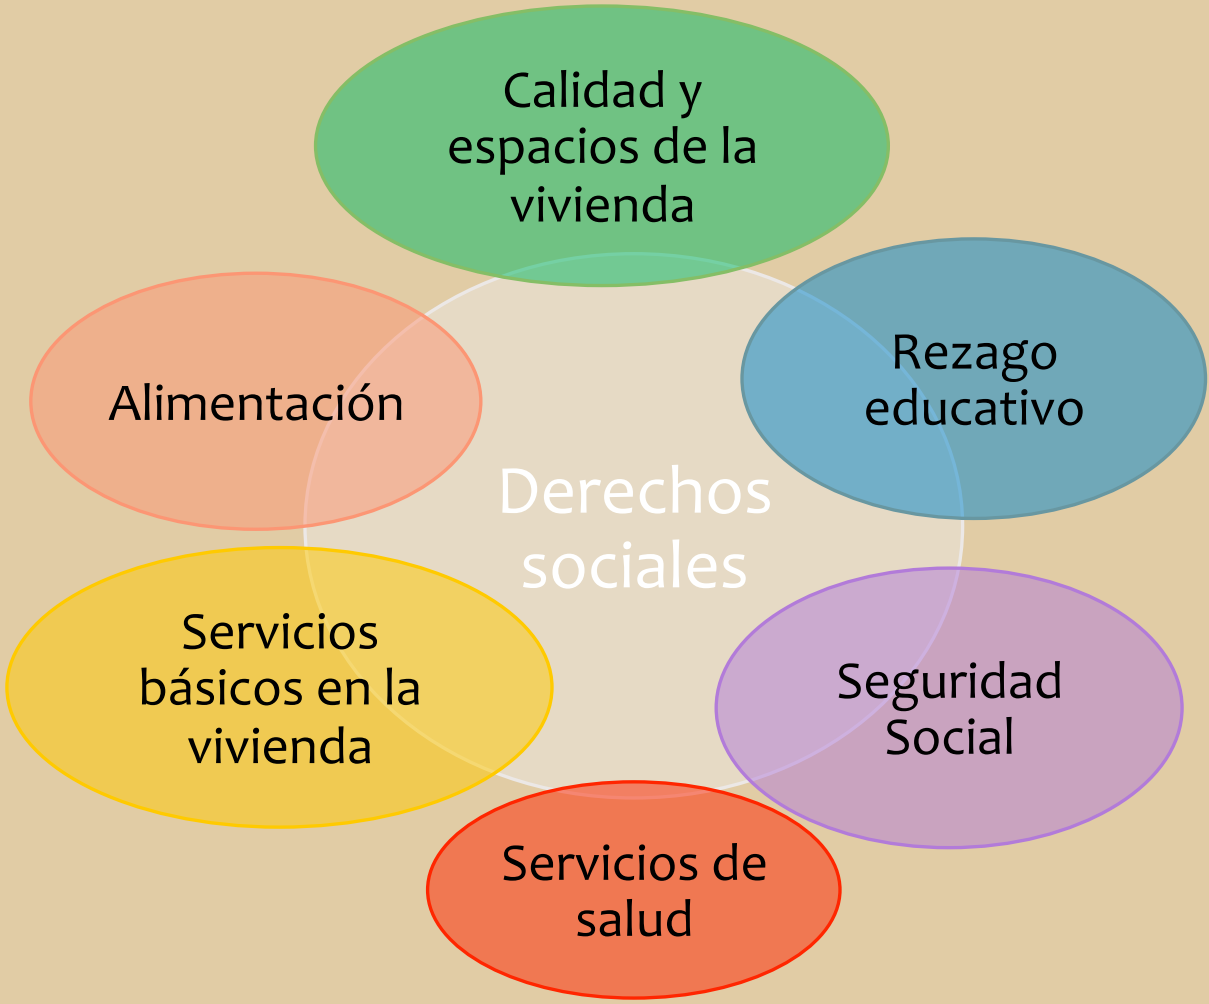 Calidad y
espacios de la
vivienda
Rezago
educativo
Alimentación
Derechos
sociales
Servicios
básicos en la
vivienda
Seguridad
Social
Servicios de
salud